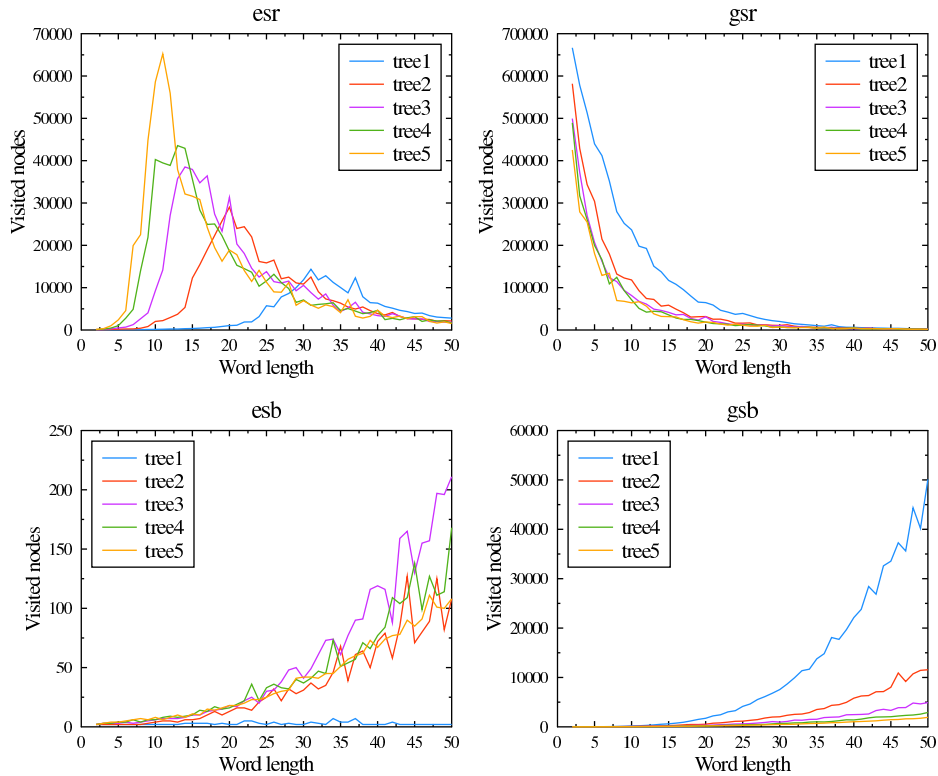 esr
70000
60000
50000
40000
30000
20000
10000
0
Visited nodes
tree1
tree2
tree3
tree4
tree5
0 5 10 15 20 25 30 35 40 45 50
Word length
gsr
700000
600000
500000
400000
300000
200000
100000
0
Visited nodes
tree1
tree2
tree3
tree4
tree5
0 5 10 15 20 25 30 35 40 45 50
Word length
esb
250
200
150
100
50
0
Visited nodes
tree1
tree2
tree3
tree4
tree5
0 5 10 15 20 25 30 35 40 45 50
Word length
gsb
60000
50000
40000
30000
20000
10000
0
Visited nodes
tree1
tree2
tree3
tree4
tree5
0 5 10 15 20 25 30 35 40 45 50
Word length